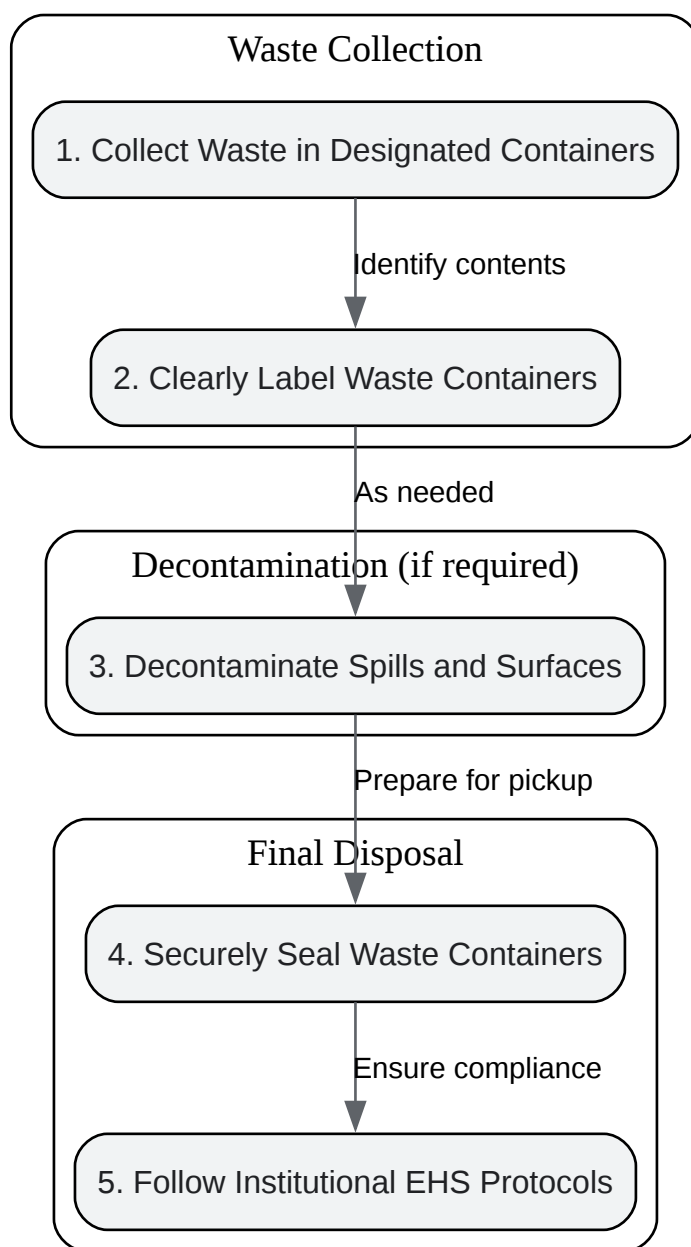 Waste Collection
1. Collect Waste in Designated Containers
Identify contents
2. Clearly Label Waste Containers
As needed
Decontamination (if required)
3. Decontaminate Spills and Surfaces
Prepare for pickup
Final Disposal
4. Securely Seal Waste Containers
Ensure compliance
5. Follow Institutional EHS Protocols